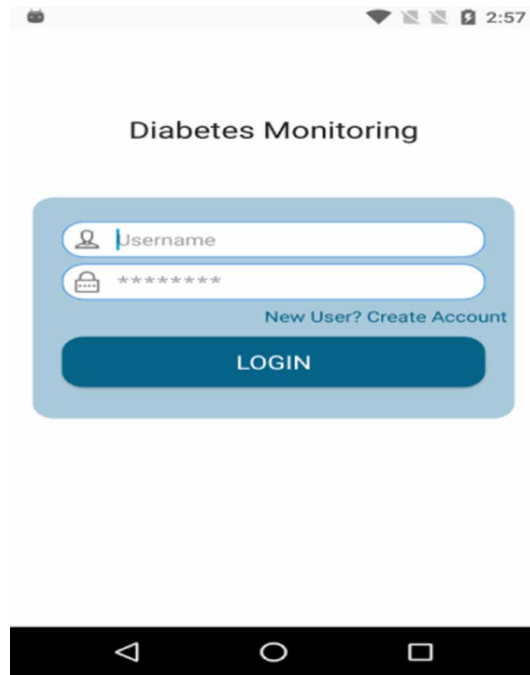 2:57
Diabetes Monitoring
Username
********
New User? Create Account
LOGIN